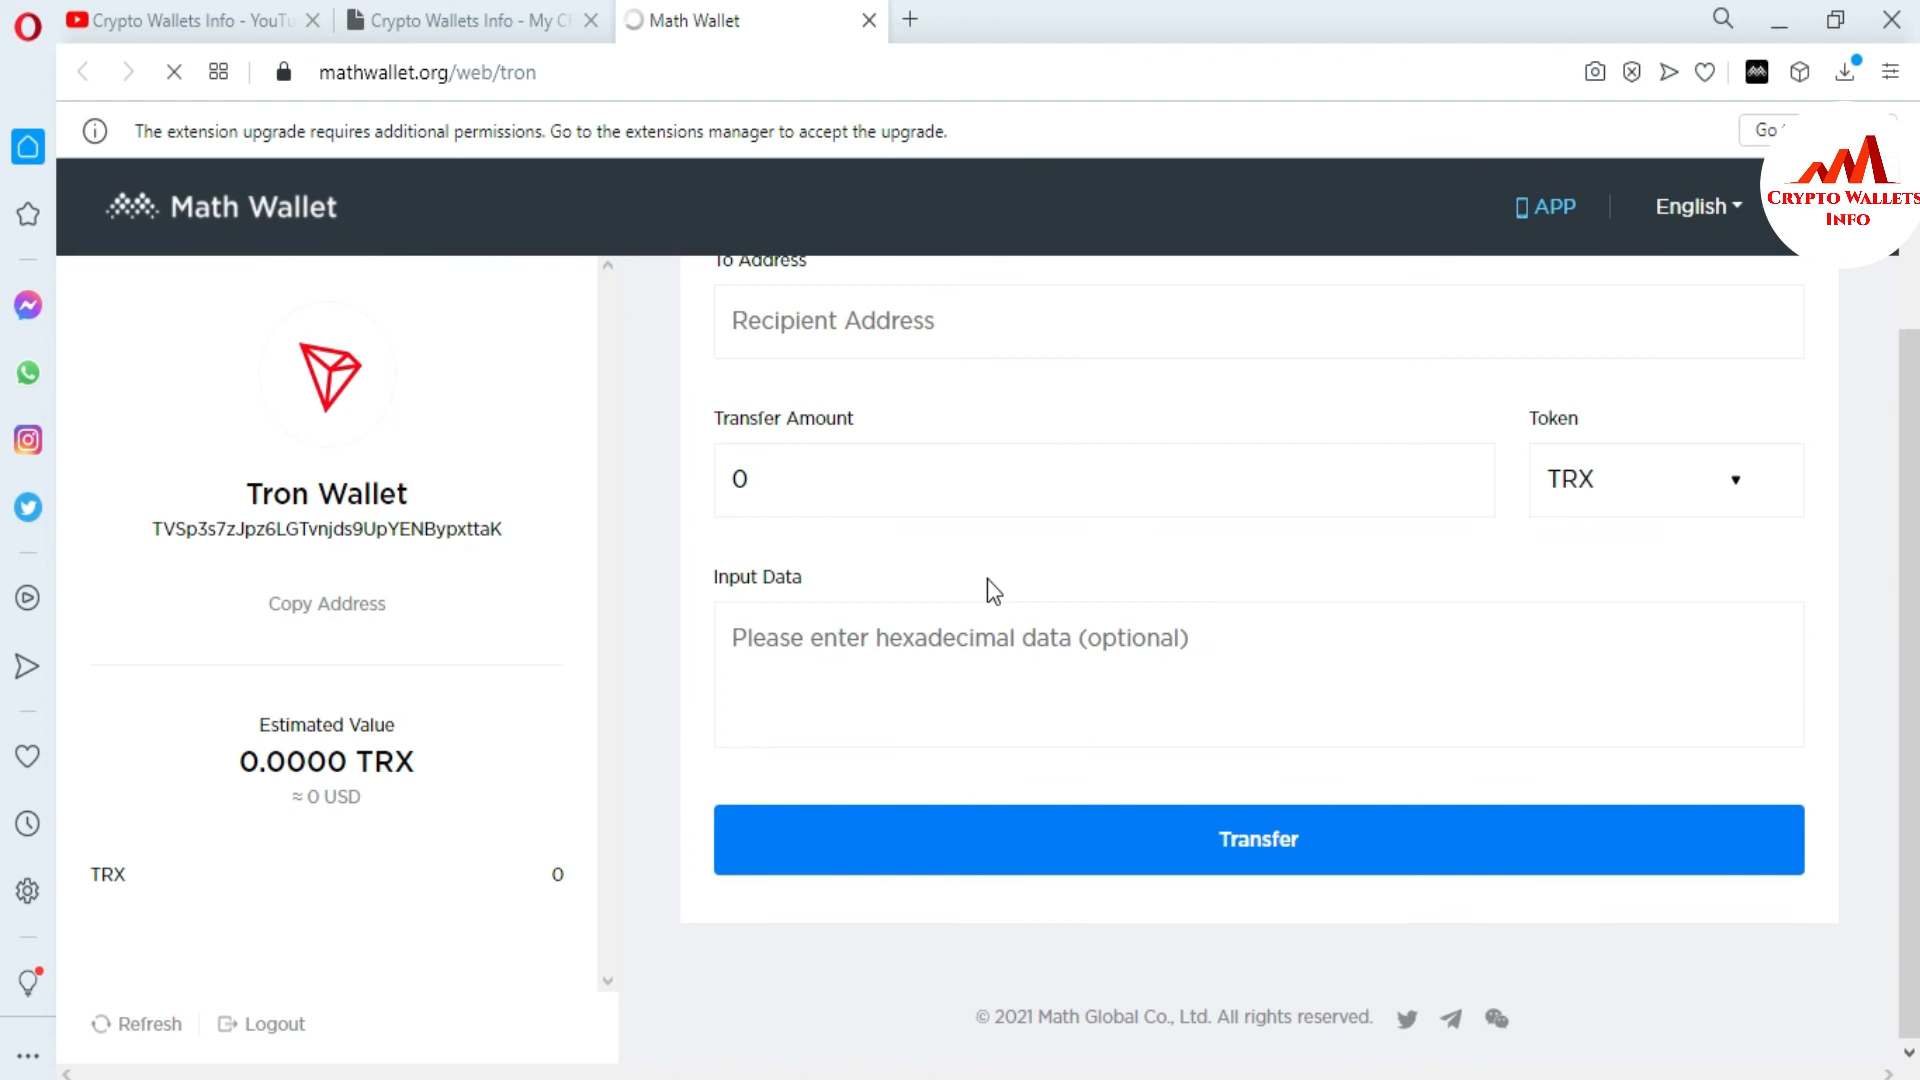 Crypto Wallets Info - YouTu
Crypto Wallets Info - My Cr
Math Wallet
mathwallet.org/web/tron
The extension upgrade requires additional permissions. Go to the extensions manager to accept the upgrade.
Go
Math Wallet
APP
English
CRYPTO WALLETS
INFO
To Address
Recipient Address
Transfer Amount
Token
0
TRX
Tron Wallet
TVSp3s7zJpz6LGTvnjds9UpYENBypxttaK
Copy Address
Input Data
Please enter hexadecimal data (optional)
Estimated Value
0.0000 TRX
≈ 0 USD
Transfer
TRX
0
Refresh
Logout
© 2021 Math Global Co., Ltd. All rights reserved.